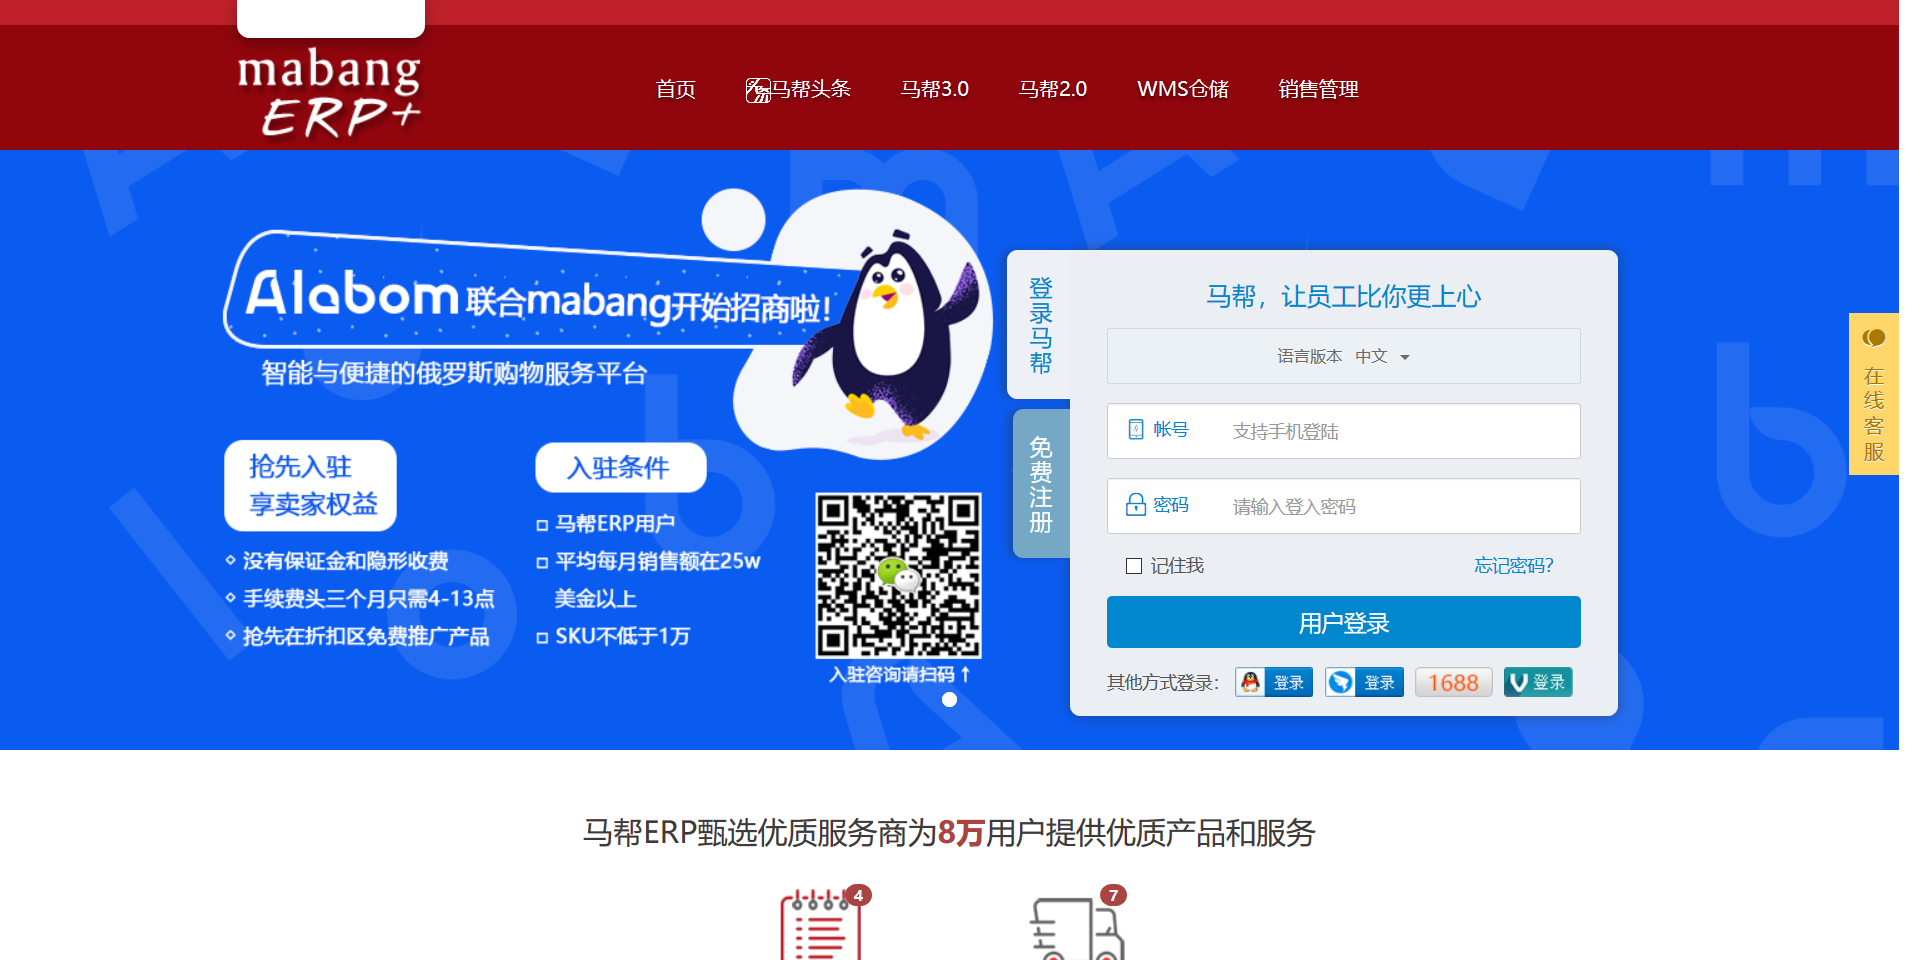 mabang
ERP+
首页
马帮头条
马帮3.0
马帮2.0
WMS仓储
销售管理
Alabom联合mabang开始招商啦!
智能与便捷的俄罗斯购物服务平台
抢先入驻
享卖家权益
没有保证金和隐形收费
手续费头三个月只需4-13点
抢先在折扣区免费推广产品
入驻条件
马帮ERP用户
平均每月销售额在25w
美金以上
SKU不低于1万
入驻咨询请扫码↑
登录马帮
免费注册
马帮，让员工比你更上心
语言版本 中文
帐号 支持手机登陆
密码 请输入登入密码
记住我
忘记密码?
用户登录
其他方式登录：
登录
登录
1688
登录
在线客服
马帮ERP甄选优质服务商为8万用户提供优质产品和服务
4
7